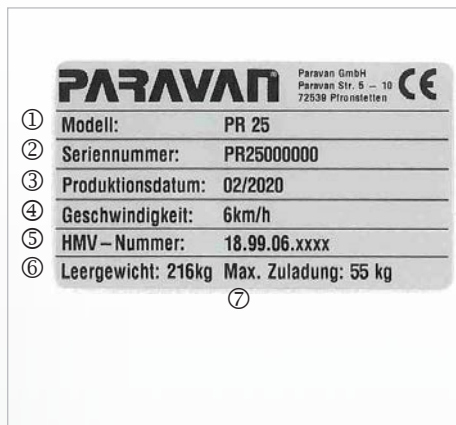 PARAVAN®
Paravan GmbH
Paravan Str. 5 – 10
72539 Pfronstetten
CE
① Modell: PR 25
② Seriennummer: PR25000000
③ Produktionsdatum: 02/2020
④ Geschwindigkeit: 6km/h
⑤ HMV–Nummer: 18.99.06.xxxx
⑥ Leergewicht: 216kg Max. Zuladung: 55 kg
⑦